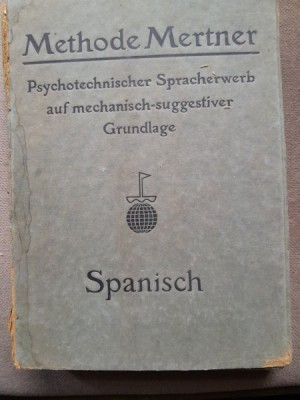 Methode Mertner
Psychotechnischer Spracherwerb
auf mechanisch-suggestiver
Grundlage
Spanisch